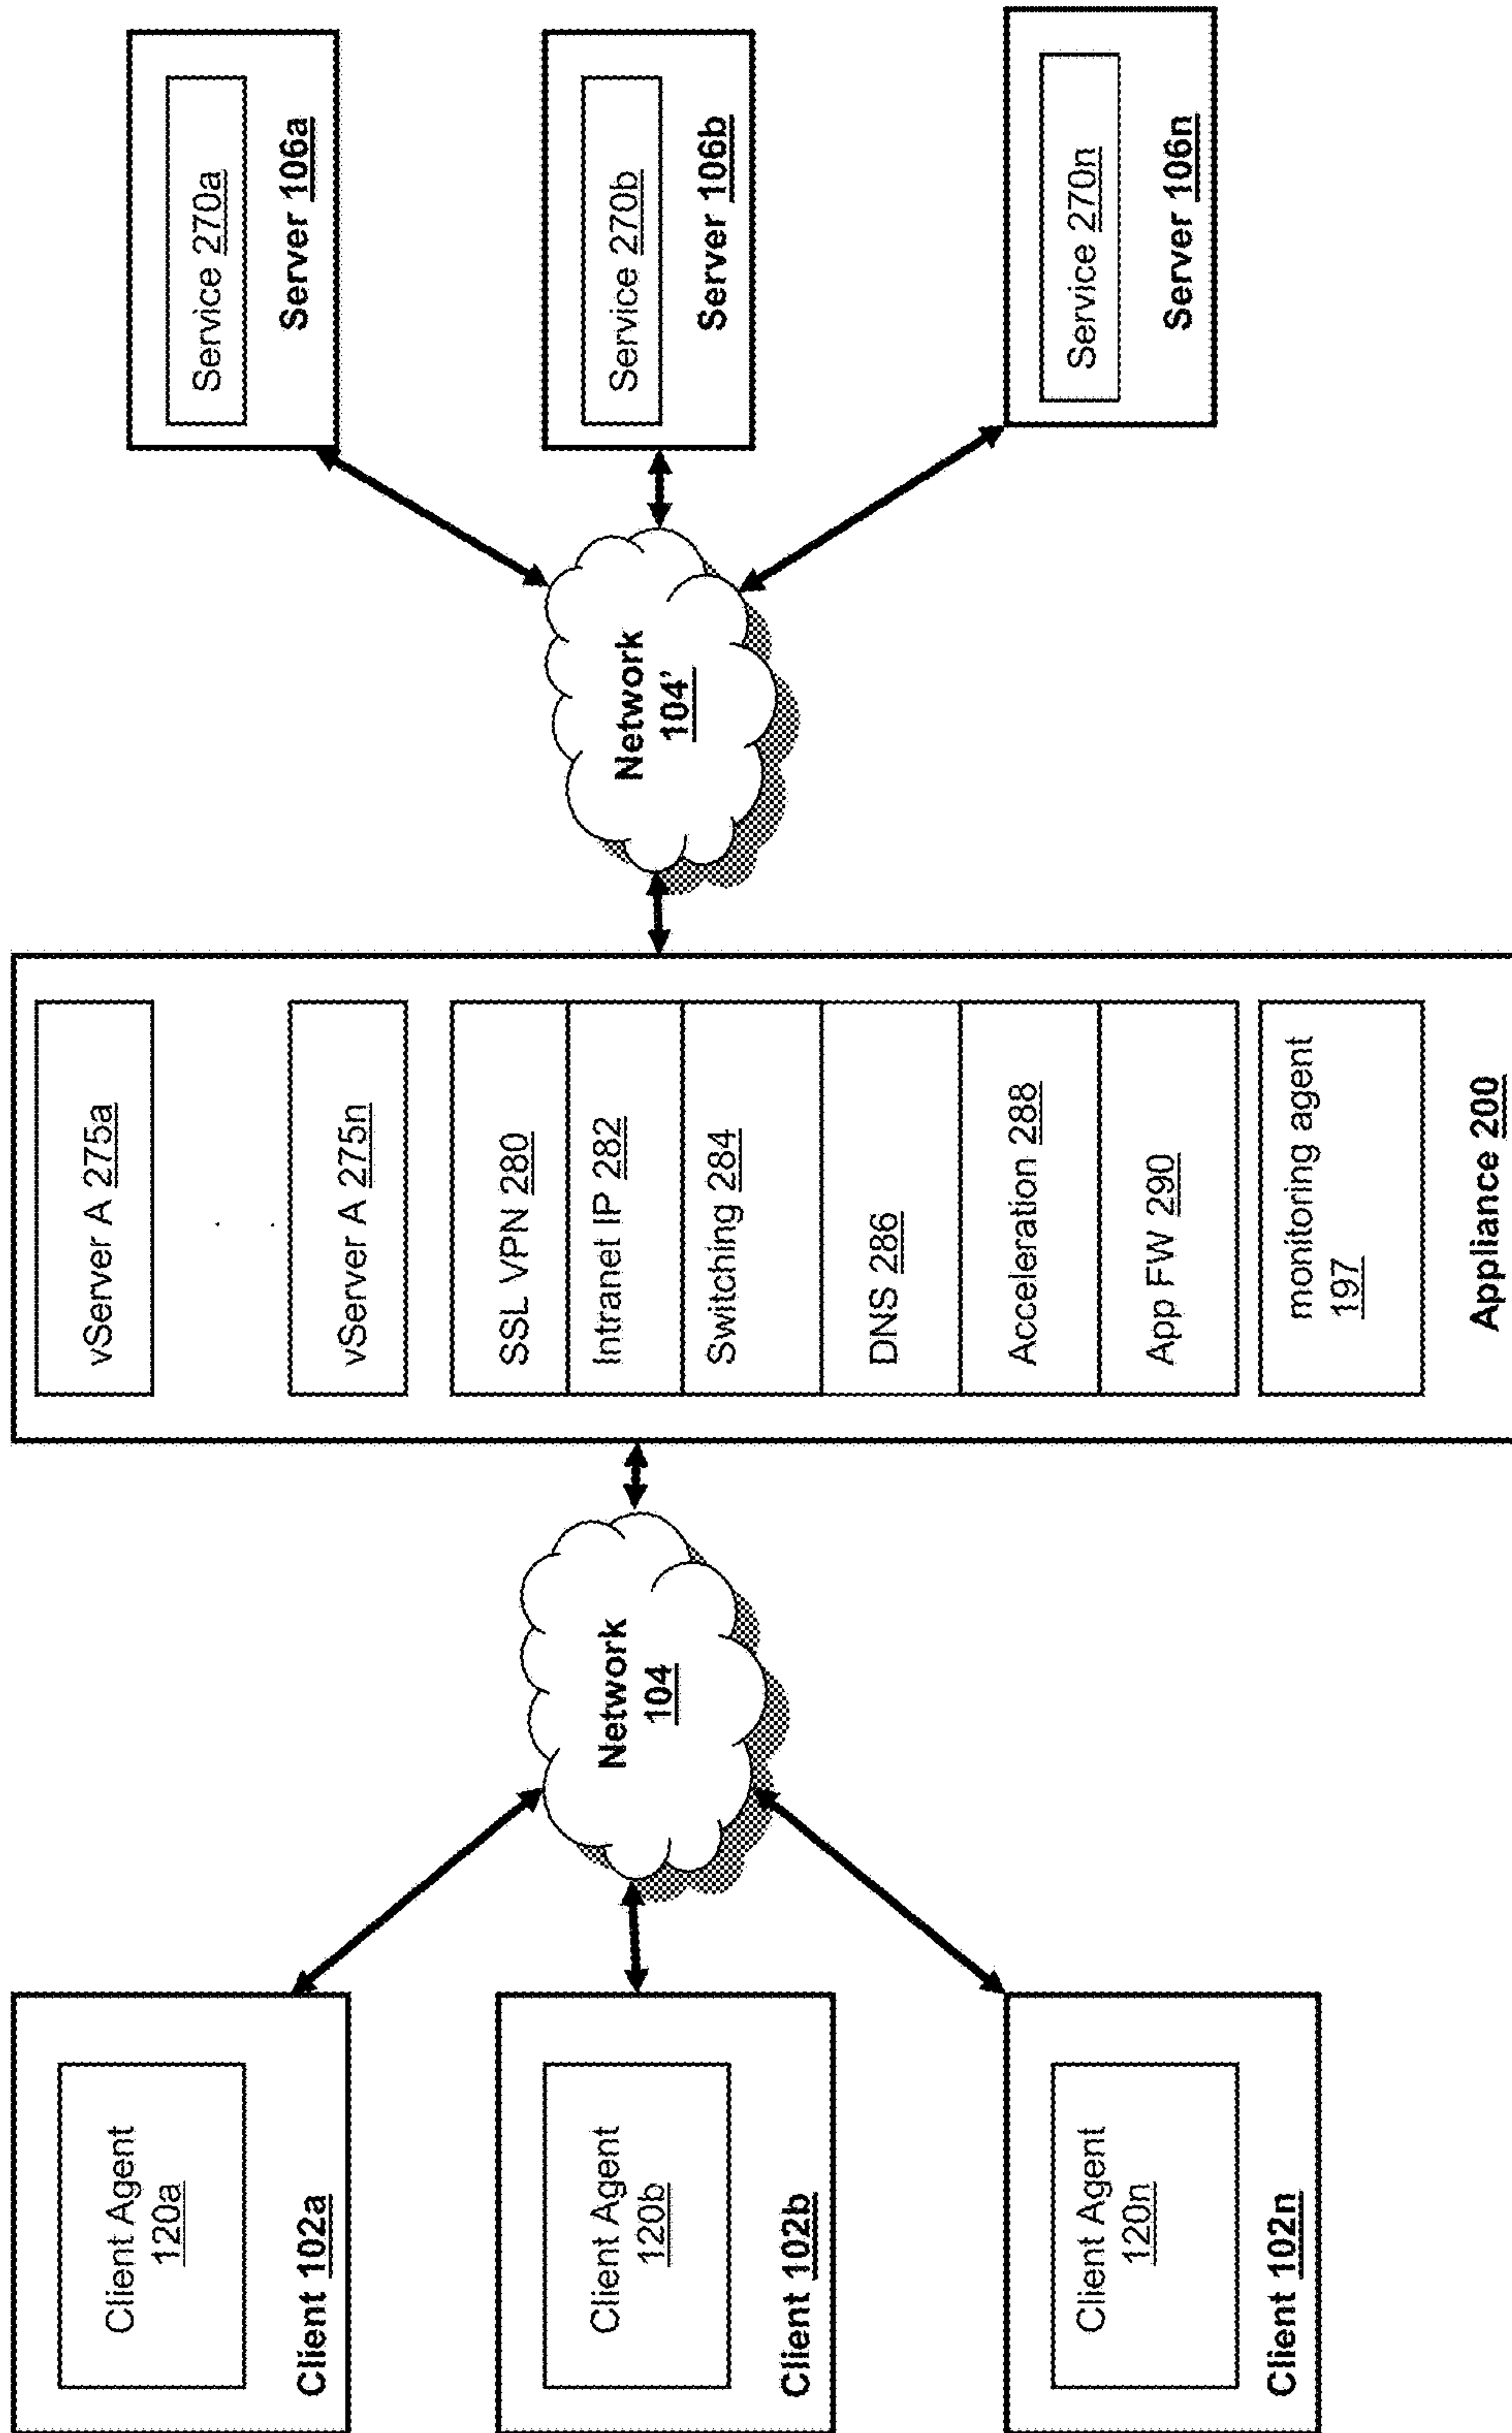 Client Agent
120a
Client 102a
Client Agent
120b
Client 102b
Client Agent
120n
Client 102n
Network
104
vServer A 275a
. .
vServer A 275n
SSL VPN 280
Intranet IP 282
Switching 284
DNS 286
Acceleration 288
App FW 290
monitoring agent
197
Appliance 200
Network
104’
Service 270a
Server 106a
Service 270b
Server 106b
Service 270n
Server 106n